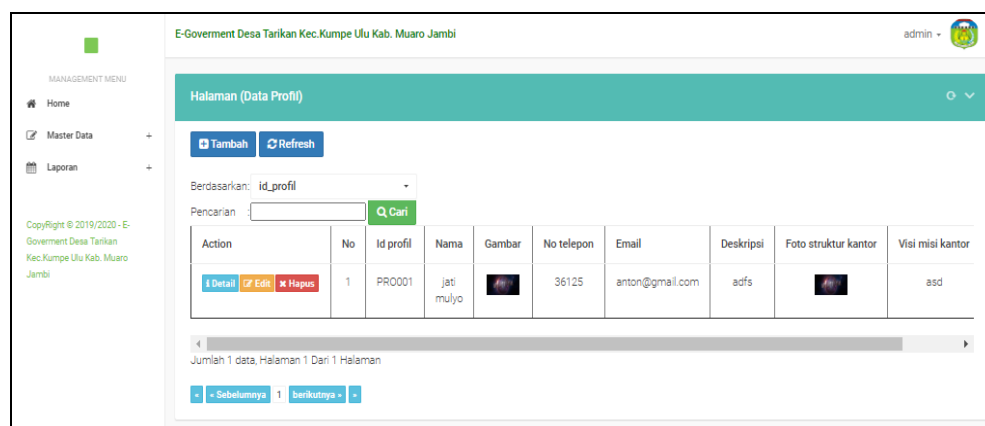 E-Goverment Desa Tarikan Kec.Kumpe Ulu Kab. Muaro Jambi
admin
MANAGEMENT MENU
Home
Master Data +
Laporan +
CopyRight © 2019/2020 - E-
Goverment Desa Tarikan
Kec.Kumpe Ulu Kab. Muaro
Jambi
Halaman (Data Profil)
Tambah Refresh
Berdasarkan: id_profil
Pencarian : Cari
Action No Id profil Nama Gambar No telepon Email Deskripsi Foto struktur kantor Visi misi kantor
Detail Edit Hapus 1 PRO001 jati 36125 anton@gmail.com adfs asd
mulyo
Jumlah 1 data, Halaman 1 Dari 1 Halaman
« « Sebelumnya 1 berikutnya » »